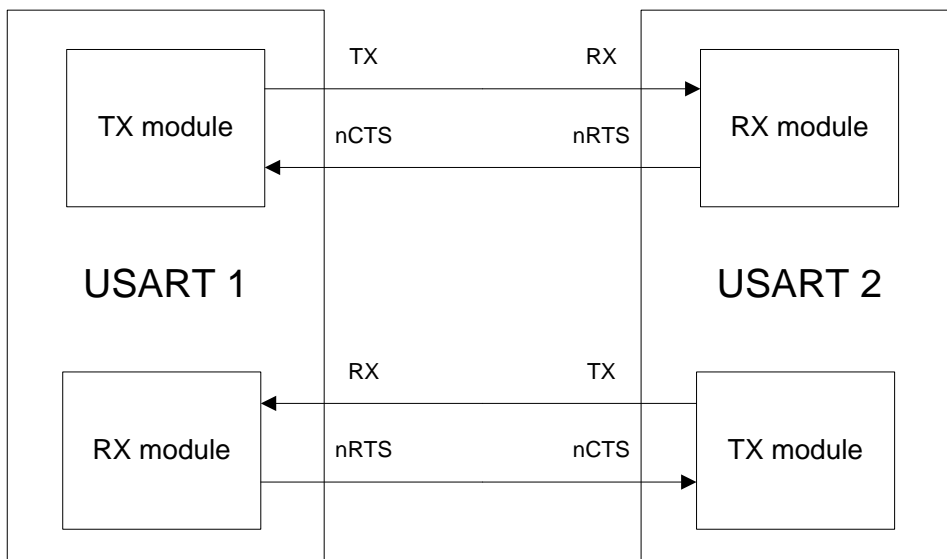 TX RX
TX module RX module
nCTS nRTS
USART 1 USART 2
RX TX
RX module TX module
nRTS nCTS